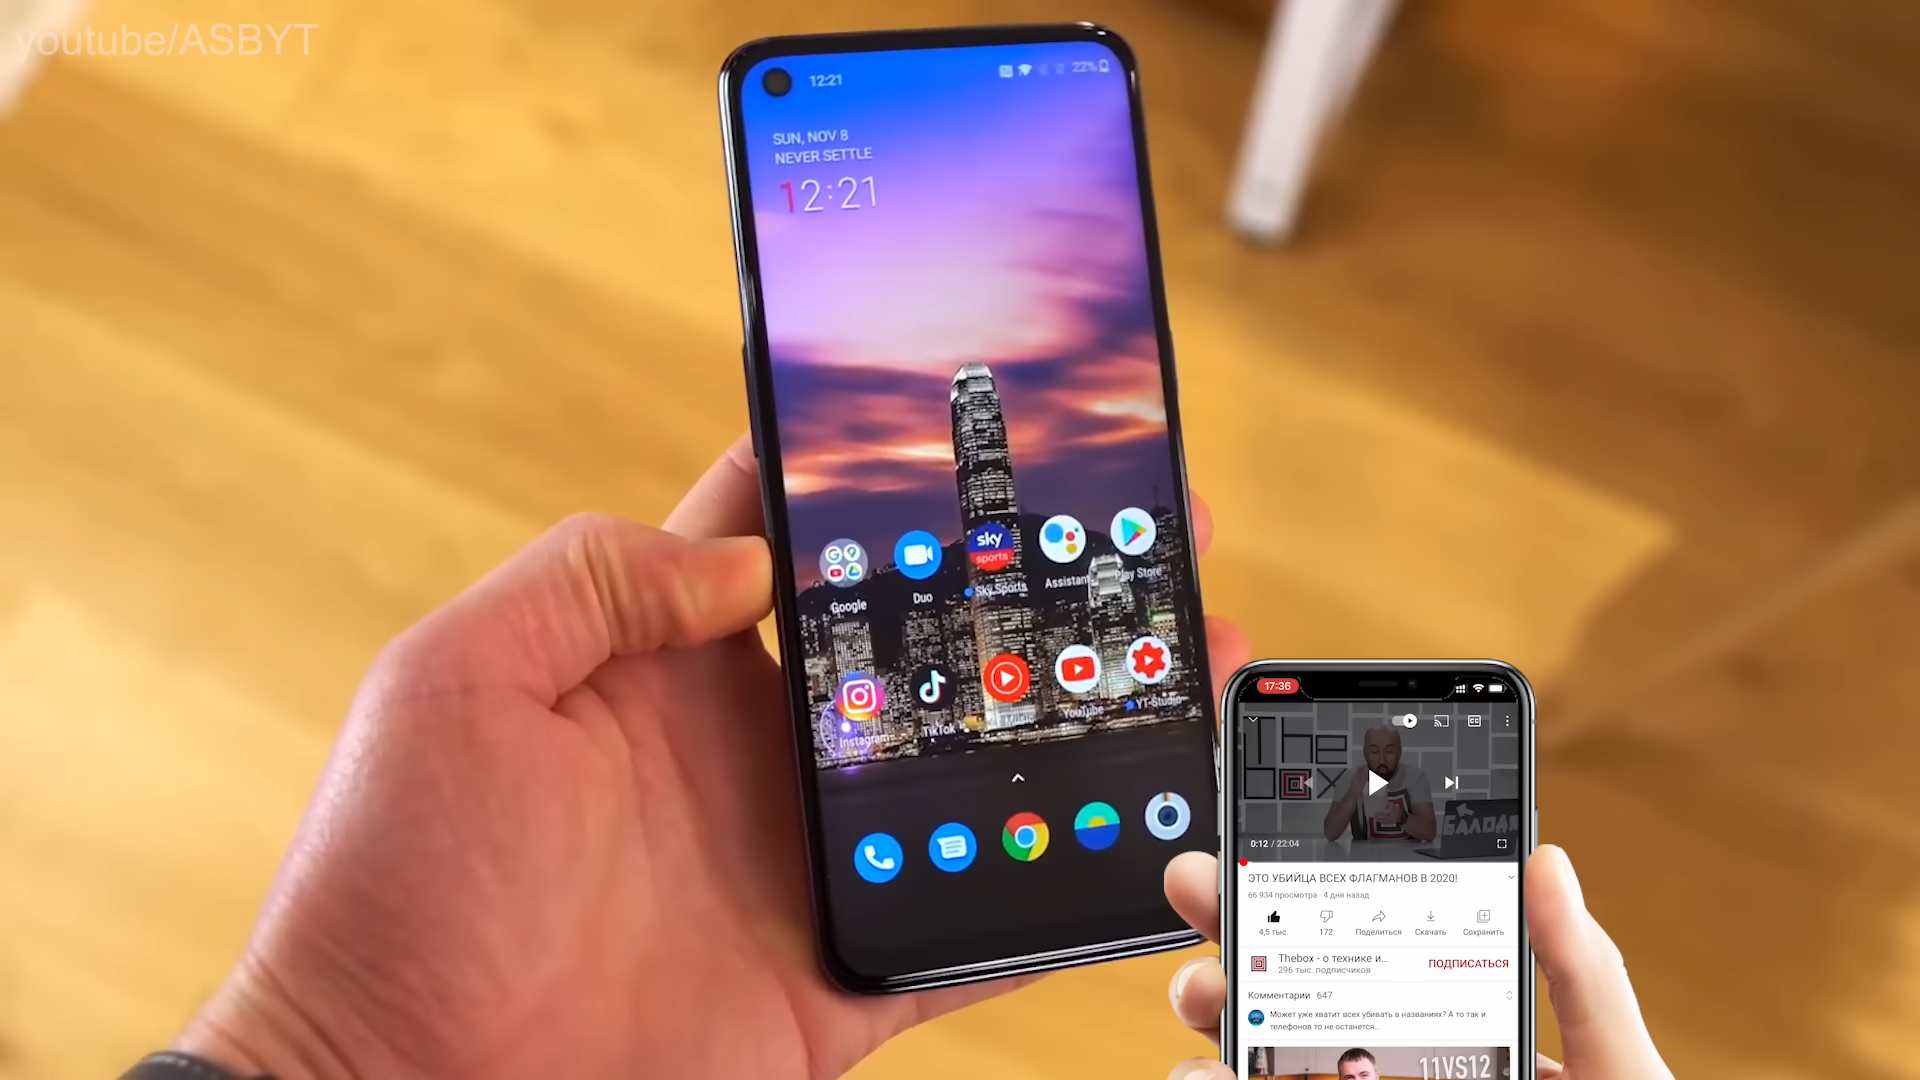 youtube/ASBYT
12:21
22%
SUN, NOV 8
NEVER SETTLE
12:21
sky
sports
Google
Duo
Sky Sports
Assistant
Play Store
Instagram
TikTok
YouTube
YT Studio
17:36
The
CC
БАЛДАЯ
0:12 / 22:04
ЭТО УБИЙЦА ВСЕХ ФЛАГМАНОВ В 2020!
66 934 просмотра · 4 дня назад
4,5 тыс.
172
Поделиться
Скачать
Сохранить
Thebox - о технике и...
296 тыс. подписчиков
ПОДПИСАТЬСЯ
Комментарии 647
Может уже хватит всех убивать в названиях? А то так и
телефонов то не останется...
11VS12